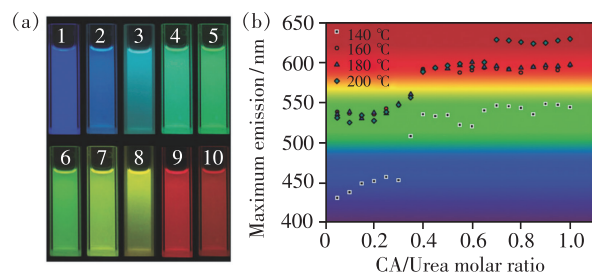 (a)
1 2 3 4 5
6 7 8 9 10
(b)
Maximum emission/nm
650
600
550
500
450
400
140 ℃
160 ℃
180 ℃
200 ℃
0 0.2 0.4 0.6 0.8 1.0
CA/Urea molar ratio